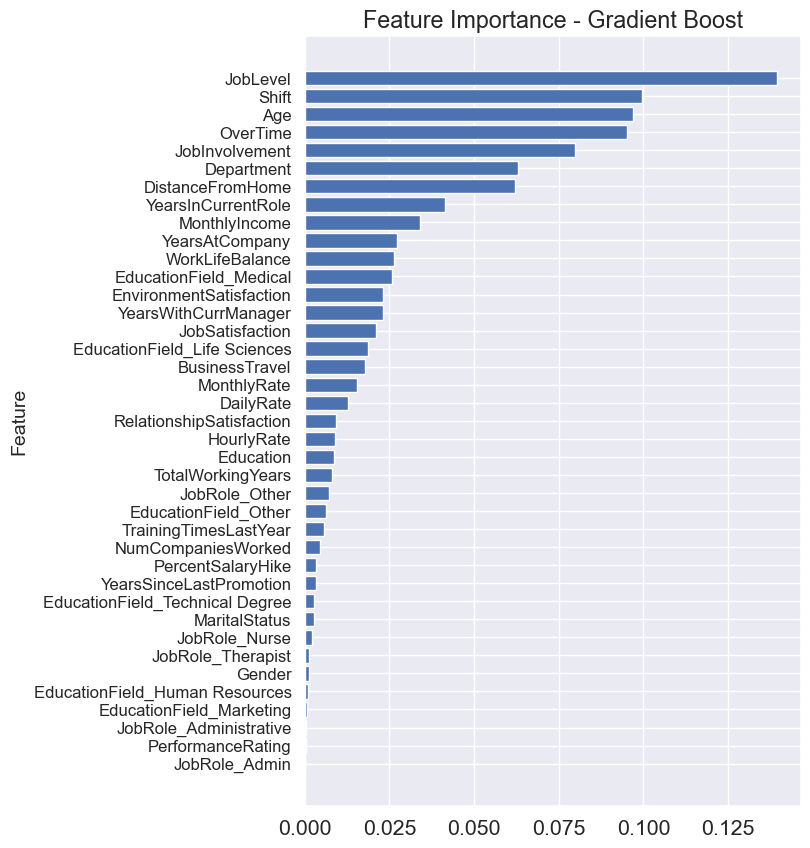 Feature Importance - Gradient Boost
JobLevel
Shift
Age
OverTime
JobInvolvement
Department
DistanceFromHome
YearsInCurrentRole
MonthlyIncome
YearsAtCompany
WorkLifeBalance
EducationField_Medical
EnvironmentSatisfaction
YearsWithCurrManager
JobSatisfaction
EducationField_Life Sciences
BusinessTravel
MonthlyRate
DailyRate
RelationshipSatisfaction
HourlyRate
Education
TotalWorkingYears
JobRole_Other
EducationField_Other
TrainingTimesLastYear
NumCompaniesWorked
PercentSalaryHike
YearsSinceLastPromotion
EducationField_Technical Degree
MaritalStatus
JobRole_Nurse
JobRole_Therapist
Gender
EducationField_Human Resources
EducationField_Marketing
JobRole_Administrative
PerformanceRating
JobRole_Admin
Feature
0.000 0.025 0.050 0.075 0.100 0.125